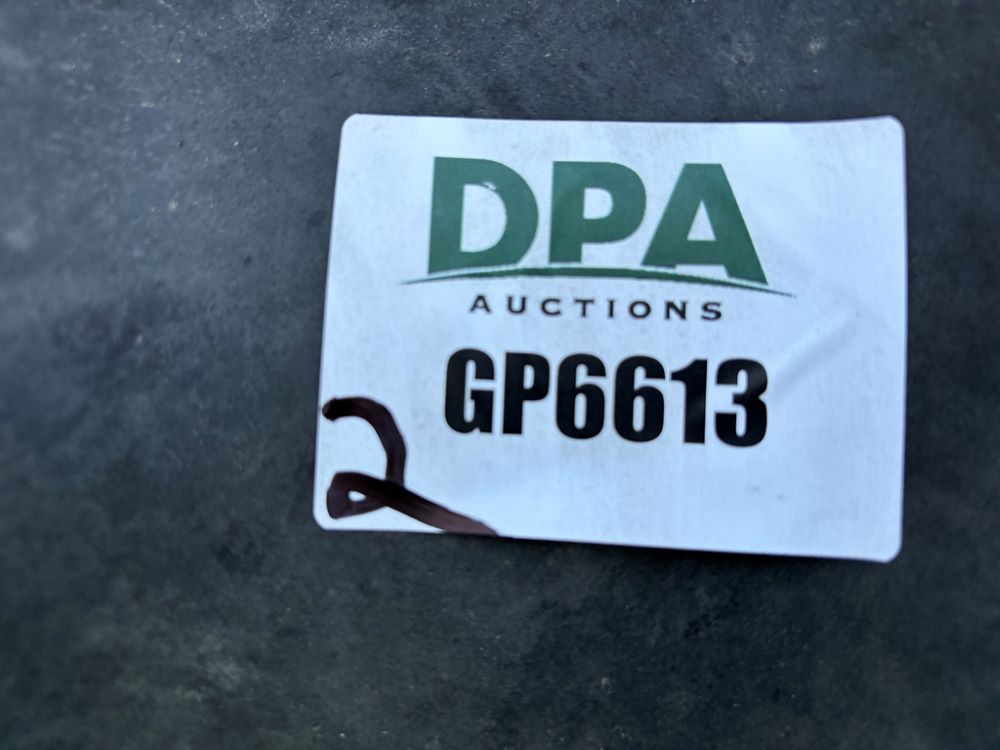 DPA
AUCTIONS
GP6613
2